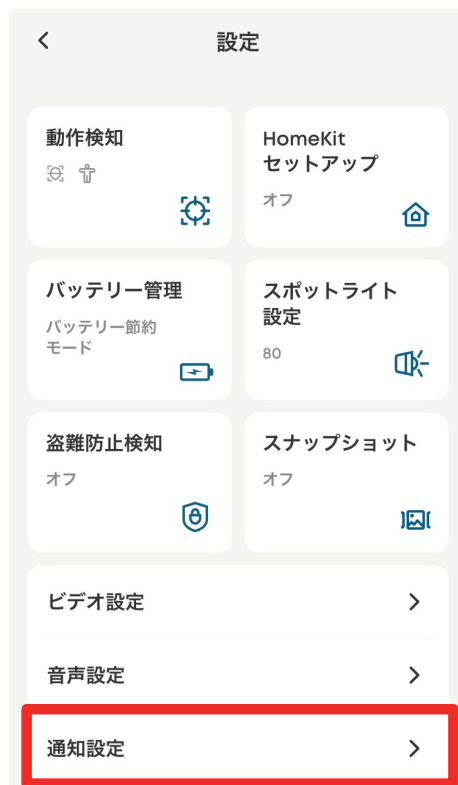 設定
動作検知
HomeKit
セットアップ
オフ
バッテリー管理
バッテリー節約
モード
スポットライト
設定
80
盗難防止検知
オフ
スナップショット
オフ
ビデオ設定
音声設定
通知設定